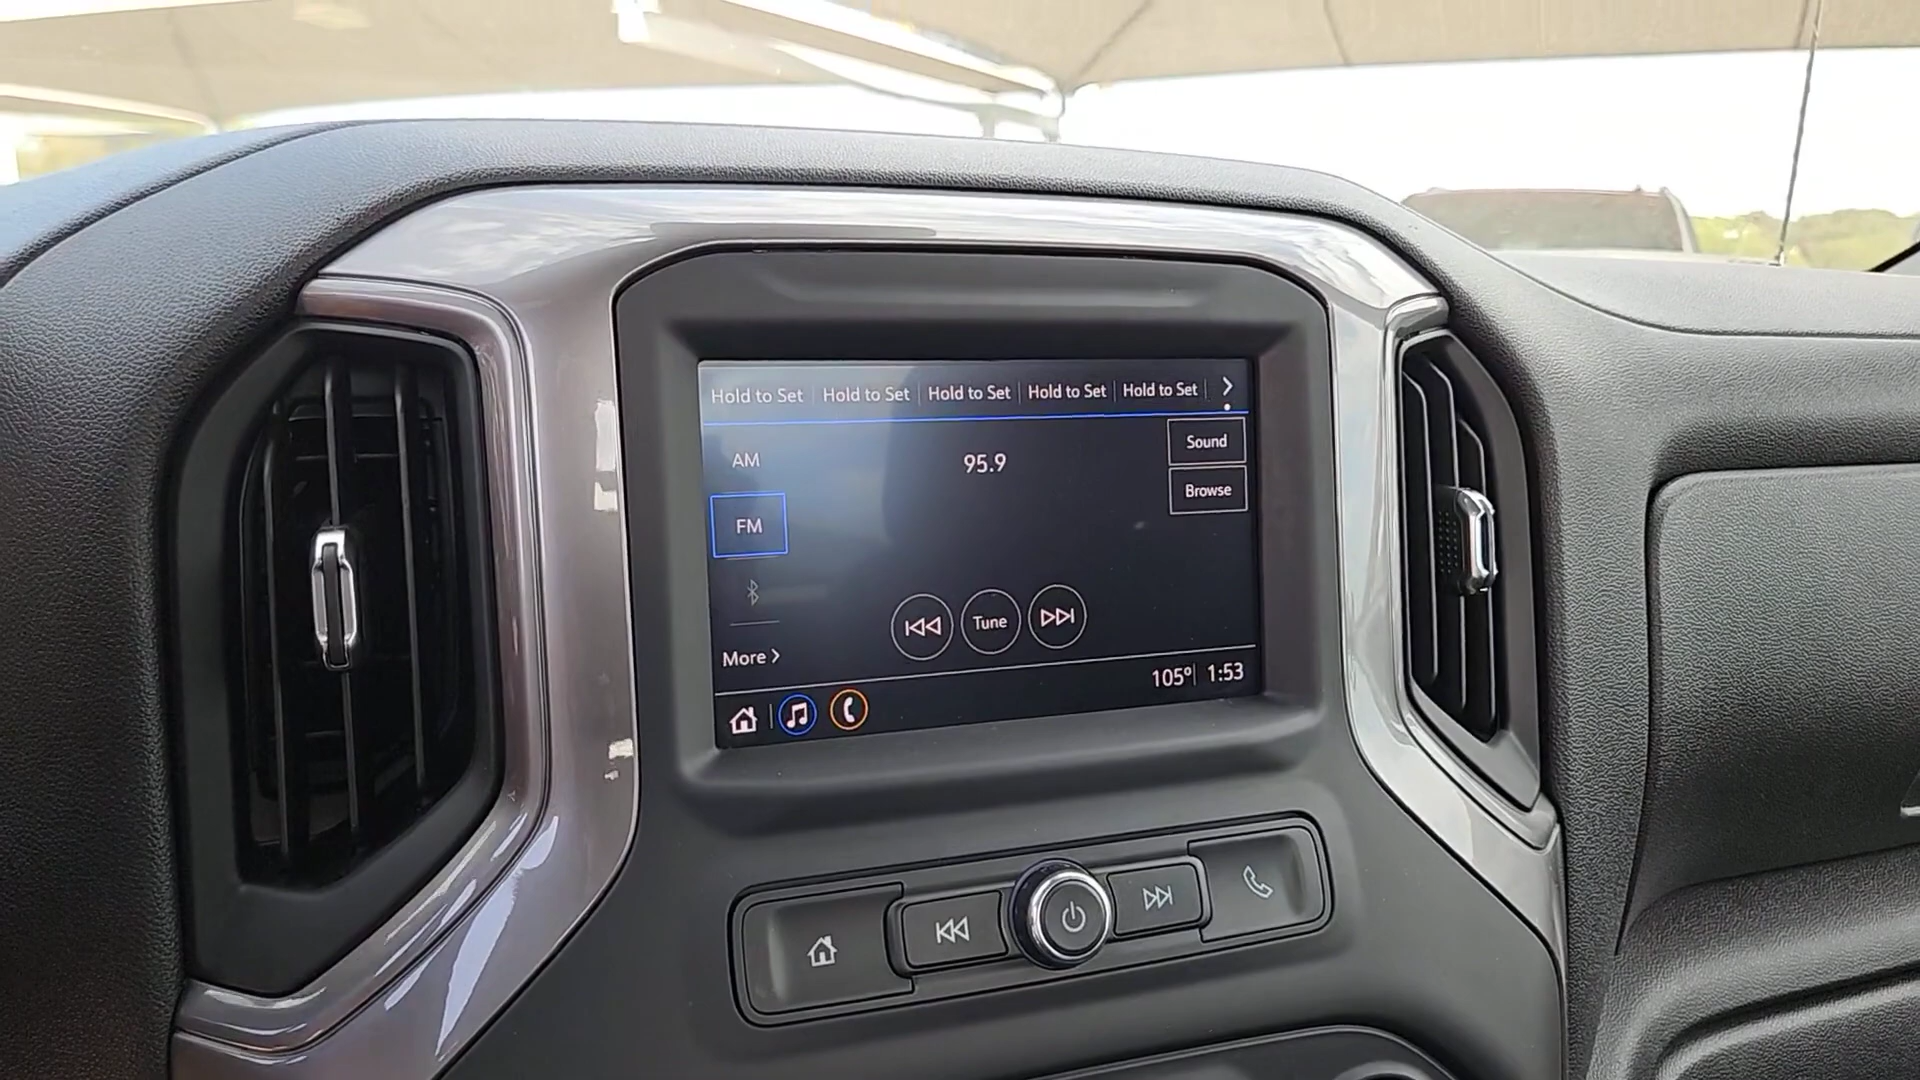 Hold to Set Hold to Set Hold to Set Hold to Set Hold to Set
AM
95.9
Sound
Browse
FM
Tune
More
105° 1:53